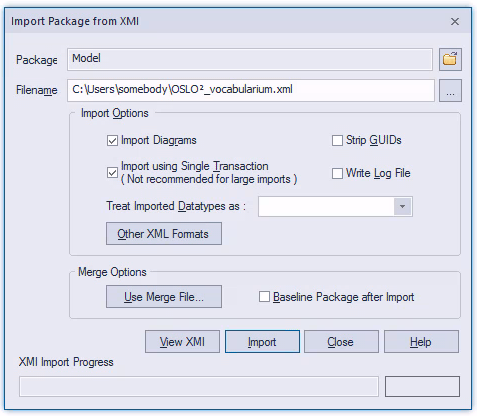 Import Package from XMI
Package
Model
Filename
C:\Users\somebody\OSLO²_vocabularium.xml
...
Import Options
Import Diagrams
Strip GUIDs
Import using Single Transaction
( Not recommended for large imports )
Write Log File
Treat Imported Datatypes as :
Other XML Formats
Merge Options
Use Merge File...
Baseline Package after Import
View XMI
Import
Close
Help
XMI Import Progress